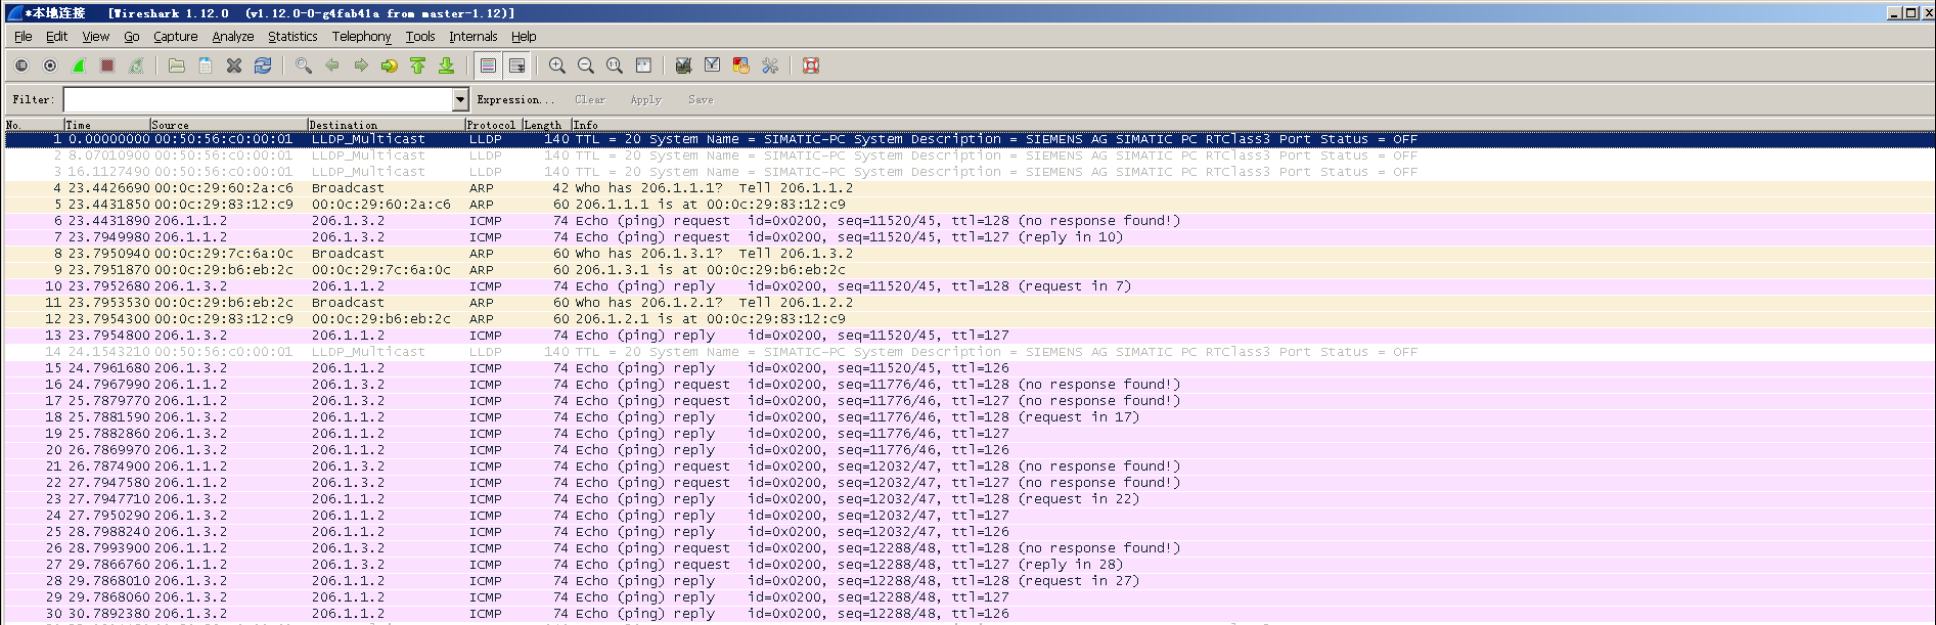 *本地连接 [Wireshark 1.12.0 (v1.12.0-0-g4fab41a from master-1.12)]
File Edit View Go Capture Analyze Statistics Telephony Tools Internals Help
Filter: Expression... Clear Apply Save
No. Time Source Destination Protocol Length Info
1 0.00000000 00:50:56:c0:00:01 LLDP_Multicast LLDP 140 TTL = 20 System Name = SIMATIC-PC System Description = SIEMENS AG SIMATIC PC RTClass3 Port Status = OFF
2 8.07010900 00:50:56:c0:00:01 LLDP_Multicast LLDP 140 TTL = 20 System Name = SIMATIC-PC System Description = SIEMENS AG SIMATIC PC RTClass3 Port Status = OFF
3 16.1127490 00:50:56:c0:00:01 LLDP_Multicast LLDP 140 TTL = 20 System Name = SIMATIC-PC System Description = SIEMENS AG SIMATIC PC RTClass3 Port Status = OFF
4 23.4426690 00:0c:29:60:2a:c6 Broadcast ARP 42 Who has 206.1.1.1? Tell 206.1.1.2
5 23.4431850 00:0c:29:83:12:c9 00:0c:29:60:2a:c6 ARP 60 206.1.1.1 is at 00:0c:29:83:12:c9
6 23.4431890 206.1.1.2 206.1.3.2 ICMP 74 Echo (ping) request id=0x0200, seq=11520/45, ttl=128 (no response found!)
7 23.7949980 206.1.1.2 206.1.3.2 ICMP 74 Echo (ping) request id=0x0200, seq=11520/45, ttl=127 (reply in 10)
8 23.7950940 00:0c:29:7c:6a:0c Broadcast ARP 60 Who has 206.1.3.1? Tell 206.1.3.2
9 23.7951870 00:0c:29:b6:eb:2c 00:0c:29:7c:6a:0c ARP 60 206.1.3.1 is at 00:0c:29:b6:eb:2c
10 23.7952680 206.1.3.2 206.1.1.2 ICMP 74 Echo (ping) reply id=0x0200, seq=11520/45, ttl=128 (request in 7)
11 23.7953530 00:0c:29:b6:eb:2c Broadcast ARP 60 Who has 206.1.2.1? Tell 206.1.2.2
12 23.7954300 00:0c:29:83:12:c9 00:0c:29:b6:eb:2c ARP 60 206.1.2.1 is at 00:0c:29:83:12:c9
13 23.7954800 206.1.3.2 206.1.1.2 ICMP 74 Echo (ping) reply id=0x0200, seq=11520/45, ttl=127
14 24.1543210 00:50:56:c0:00:01 LLDP_Multicast LLDP 140 TTL = 20 System Name = SIMATIC-PC System Description = SIEMENS AG SIMATIC PC RTClass3 Port Status = OFF
15 24.7961680 206.1.3.2 206.1.1.2 ICMP 74 Echo (ping) reply id=0x0200, seq=11520/45, ttl=126
16 24.7967990 206.1.1.2 206.1.3.2 ICMP 74 Echo (ping) request id=0x0200, seq=11776/46, ttl=128 (no response found!)
17 25.7879770 206.1.1.2 206.1.3.2 ICMP 74 Echo (ping) request id=0x0200, seq=11776/46, ttl=127 (no response found!)
18 25.7881590 206.1.3.2 206.1.1.2 ICMP 74 Echo (ping) reply id=0x0200, seq=11776/46, ttl=128 (request in 17)
19 25.7882860 206.1.3.2 206.1.1.2 ICMP 74 Echo (ping) reply id=0x0200, seq=11776/46, ttl=127
20 26.7869970 206.1.3.2 206.1.1.2 ICMP 74 Echo (ping) reply id=0x0200, seq=11776/46, ttl=126
21 26.7874900 206.1.1.2 206.1.3.2 ICMP 74 Echo (ping) request id=0x0200, seq=12032/47, ttl=128 (no response found!)
22 27.7947580 206.1.1.2 206.1.3.2 ICMP 74 Echo (ping) request id=0x0200, seq=12032/47, ttl=127 (no response found!)
23 27.7947710 206.1.3.2 206.1.1.2 ICMP 74 Echo (ping) reply id=0x0200, seq=12032/47, ttl=128 (request in 22)
24 27.7950290 206.1.3.2 206.1.1.2 ICMP 74 Echo (ping) reply id=0x0200, seq=12032/47, ttl=127
25 28.7988240 206.1.3.2 206.1.1.2 ICMP 74 Echo (ping) reply id=0x0200, seq=12032/47, ttl=126
26 28.7993900 206.1.1.2 206.1.3.2 ICMP 74 Echo (ping) request id=0x0200, seq=12288/48, ttl=128 (no response found!)
27 29.7866760 206.1.1.2 206.1.3.2 ICMP 74 Echo (ping) request id=0x0200, seq=12288/48, ttl=127 (reply in 28)
28 29.7868010 206.1.3.2 206.1.1.2 ICMP 74 Echo (ping) reply id=0x0200, seq=12288/48, ttl=128 (request in 27)
29 29.7868060 206.1.3.2 206.1.1.2 ICMP 74 Echo (ping) reply id=0x0200, seq=12288/48, ttl=127
30 30.7892380 206.1.3.2 206.1.1.2 ICMP 74 Echo (ping) reply id=0x0200, seq=12288/48, ttl=126